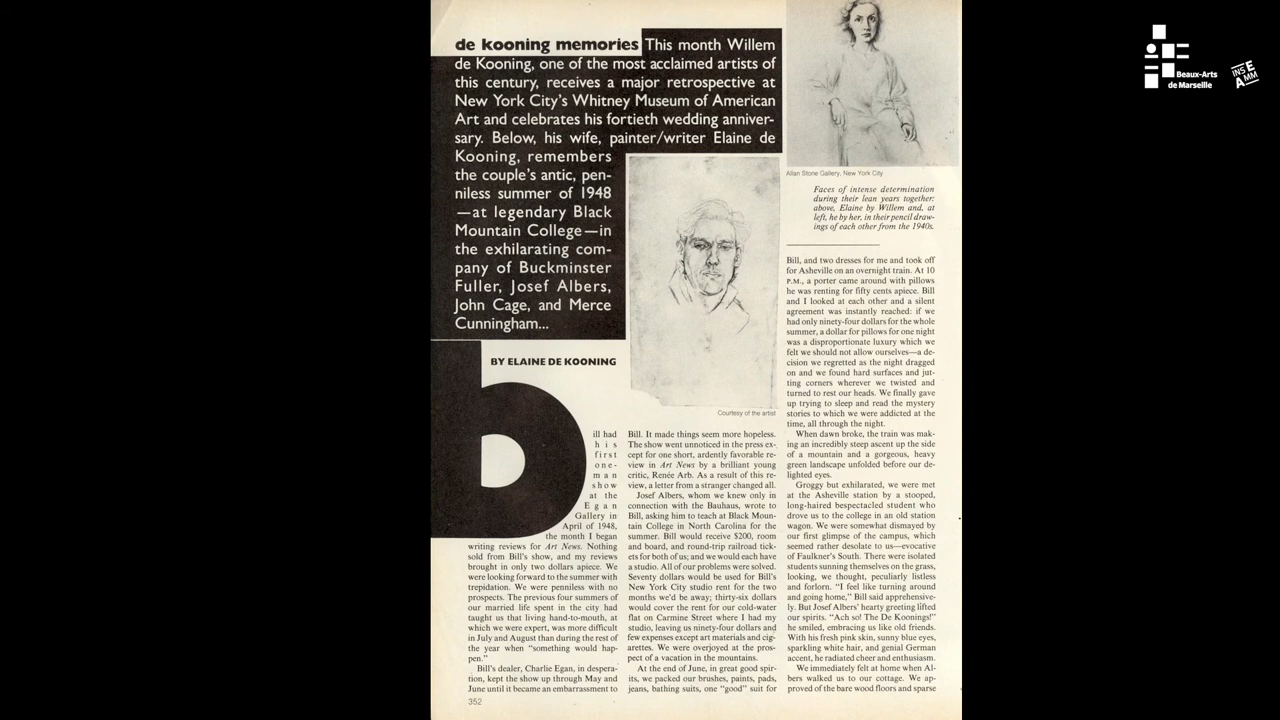 de kooning memories This month Willem
de Kooning, one of the most acclaimed artists of
this century, receives a major retrospective at
New York City's Whitney Museum of American
Art and celebrates his fortieth wedding anniver-
sary. Below, his wife, painter/writer Elaine de
Kooning, remembers
the couple's antic, pen-
niless summer of 1948
—at legendary Black
Mountain College—in
the exhilarating com-
pany of Buckminster
Fuller, Josef Albers,
John Cage, and Merce
Cunningham...
BY ELAINE DE KOONING
b
ill had
his
first
one-
man
show
at the
Egan
Gallery in
April of 1948,
the month I began
writing reviews for Art News. Nothing
sold from Bill's show, and my reviews
brought in only two dollars apiece. We
were looking forward to the summer with
trepidation. We were penniless with no
prospects. The previous four summers of
our married life spent in the city had
taught us that living hand-to-mouth, at
which we were expert, was more difficult
in July and August than during the rest of
the year when "something would hap-
pen."
Bill's dealer, Charlie Egan, in despera-
tion, kept the show up through May and
June until it became an embarrassment to
352
Courtesy of the artist
Bill. It made things seem more hopeless.
The show went unnoticed in the press ex-
cept for one short, ardently favorable re-
view in Art News by a brilliant young
critic, Renée Arb. As a result of this re-
view, a letter from a stranger changed all.
Josef Albers, whom we knew only in
connection with the Bauhaus, wrote to
Bill, asking him to teach at Black Moun-
tain College in North Carolina for the
summer. Bill would receive $200, room
and board, and round-trip railroad tick-
ets for both of us; and we would each have
a studio. All of our problems were solved.
Seventy dollars would be used for Bill's
New York City studio rent for the two
months we'd be away; thirty-six dollars
would cover the rent for our cold-water
flat on Carmine Street where I had my
studio, leaving us ninety-four dollars and
few expenses except art materials and cig-
arettes. We were overjoyed at the pros-
pect of a vacation in the mountains.
At the end of June, in great good spir-
its, we packed our brushes, paints, pads,
jeans, bathing suits, one "good" suit for
Allan Stone Gallery, New York City
Faces of intense determination
during their lean years together:
above, Elaine by Willem and, at
left, he by her, in their pencil draw-
ings of each other from the 1940s.
Bill, and two dresses for me and took off
for Asheville on an overnight train. At 10
P.M., a porter came around with pillows
he was renting for fifty cents apiece. Bill
and I looked at each other and a silent
agreement was instantly reached: if we
had only ninety-four dollars for the whole
summer, a dollar for pillows for one night
was a disproportionate luxury which we
felt we should not allow ourselves—a de-
cision we regretted as the night dragged
on and we found hard surfaces and jut-
ting corners wherever we twisted and
turned to rest our heads. We finally gave
up trying to sleep and read the mystery
stories to which we were addicted at the
time, all through the night.
When dawn broke, the train was mak-
ing an incredibly steep ascent up the side
of a mountain and a gorgeous, heavy
green landscape unfolded before our de-
lighted eyes.
Groggy but exhilarated, we were met
at the Asheville station by a stooped,
long-haired bespectacled student who
drove us to the college in an old station
wagon. We were somewhat dismayed by
our first glimpse of the campus, which
seemed rather desolate to us—evocative
of Faulkner's South. There were isolated
students sunning themselves on the grass,
looking, we thought, peculiarly listless
and forlorn. "I feel like turning around
and going home," Bill said apprehensive-
ly. But Josef Albers' hearty greeting lifted
our spirits. "Ach so! The De Koonings!"
he smiled, embracing us like old friends.
With his fresh pink skin, sunny blue eyes,
sparkling white hair, and genial German
accent, he radiated cheer and enthusiasm.
We immediately felt at home when Al-
bers walked us to our cottage. We ap-
proved of the bare wood floors and sparse
Beaux-Arts
de Marseille
INS
E
A
MM